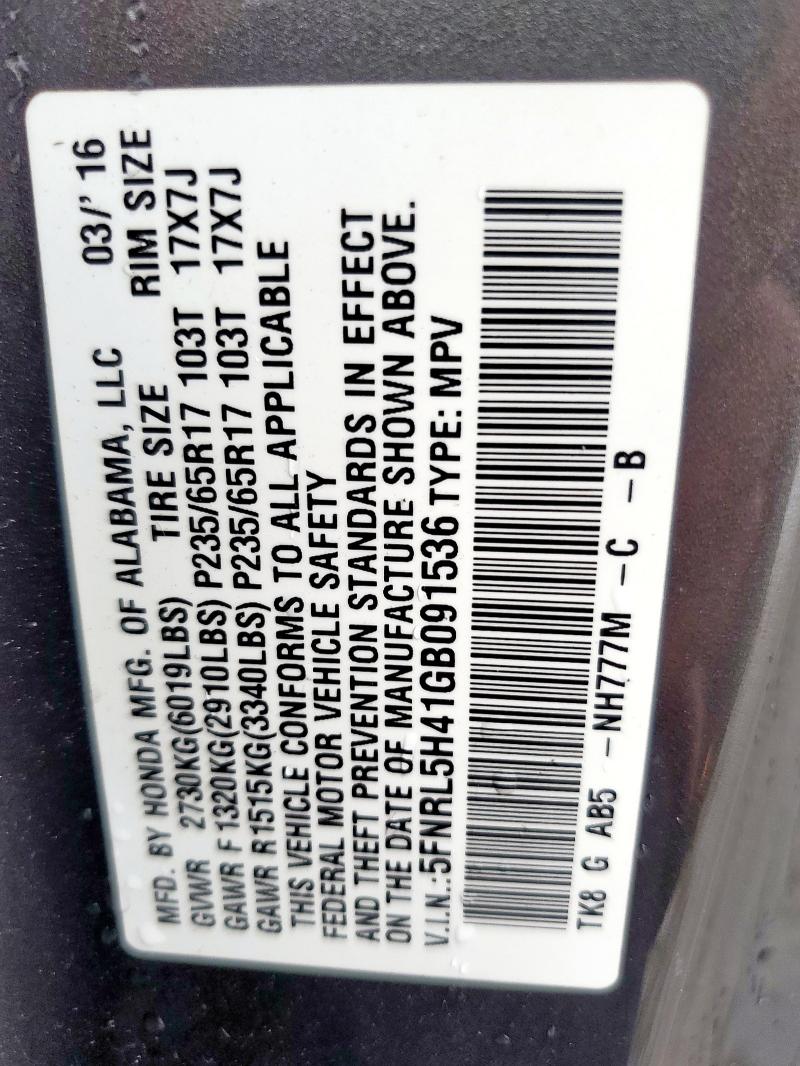 MFD. BY HONDA MFG. OF ALABAMA, LLC 03/' 16
GVWR 2730KG(6019LBS) TIRE SIZE RIM SIZE
GAWR F 1320KG(2910LBS) P235/65R17 103T 17X7J
GAWR R1515KG(3340LBS) P235/65R17 103T 17X7J
THIS VEHICLE CONFORMS TO ALL APPLICABLE
FEDERAL MOTOR VEHICLE SAFETY
AND THEFT PREVENTION STANDARDS IN EFFECT
ON THE DATE OF MANUFACTURE SHOWN ABOVE.
V.I.N.:5FNRL5H41GB091536 TYPE: MPV
TK8 G AB5 -NH777M -C -B